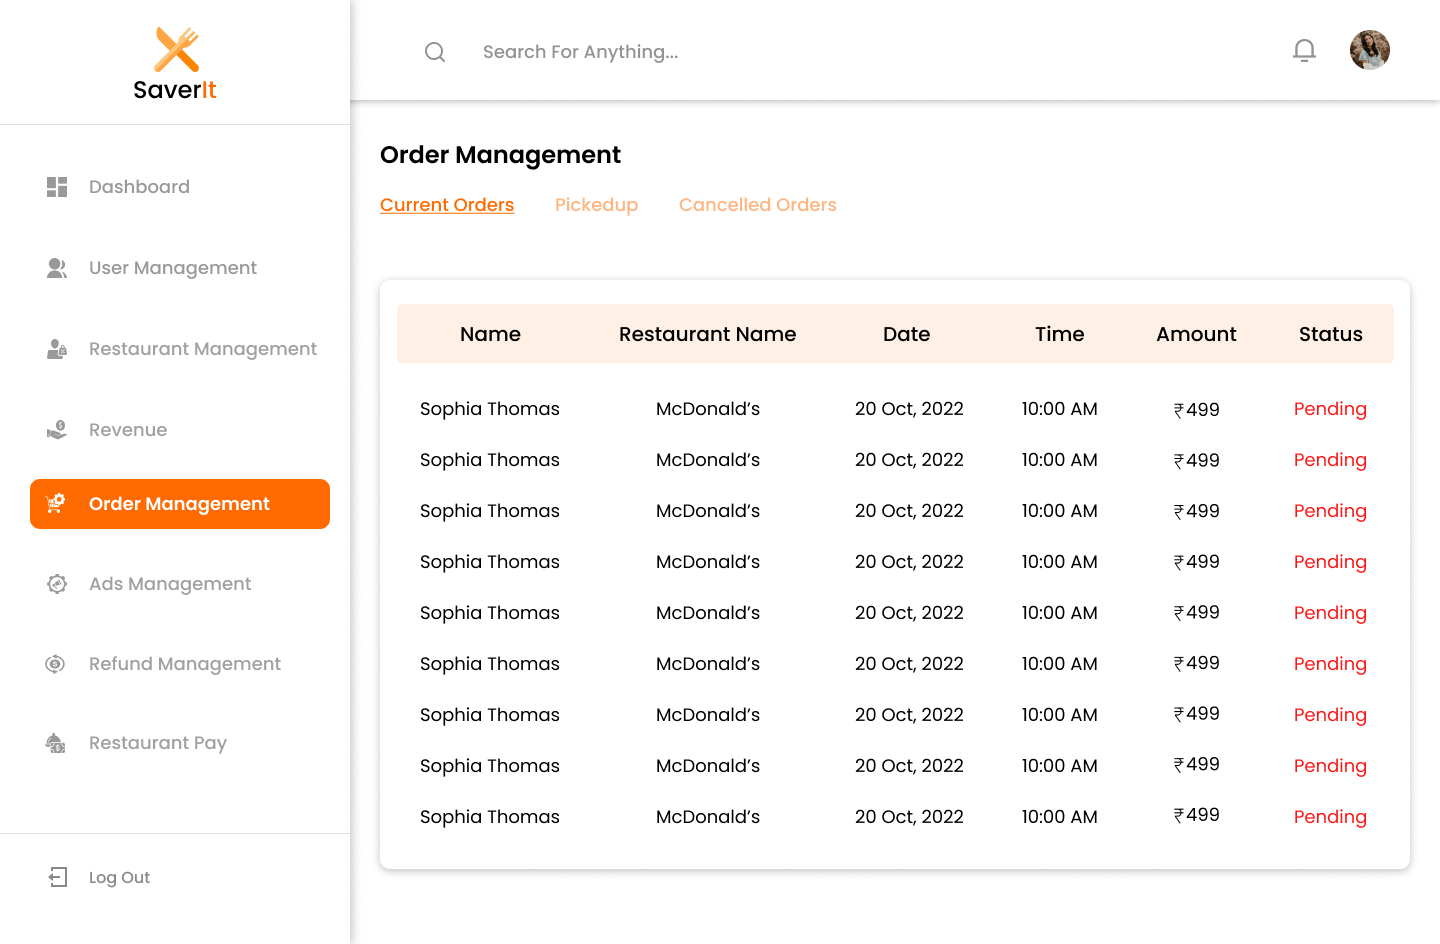 SaverIt
Search For Anything...
Dashboard
User Management
Restaurant Management
Revenue
Order Management
Ads Management
Refund Management
Restaurant Pay
Log Out
Order Management
Current Orders Pickedup Cancelled Orders
Name Restaurant Name Date Time Amount Status
Sophia Thomas McDonald’s 20 Oct, 2022 10:00 AM ₹499 Pending
Sophia Thomas McDonald’s 20 Oct, 2022 10:00 AM ₹499 Pending
Sophia Thomas McDonald’s 20 Oct, 2022 10:00 AM ₹499 Pending
Sophia Thomas McDonald’s 20 Oct, 2022 10:00 AM ₹499 Pending
Sophia Thomas McDonald’s 20 Oct, 2022 10:00 AM ₹499 Pending
Sophia Thomas McDonald’s 20 Oct, 2022 10:00 AM ₹499 Pending
Sophia Thomas McDonald’s 20 Oct, 2022 10:00 AM ₹499 Pending
Sophia Thomas McDonald’s 20 Oct, 2022 10:00 AM ₹499 Pending
Sophia Thomas McDonald’s 20 Oct, 2022 10:00 AM ₹499 Pending